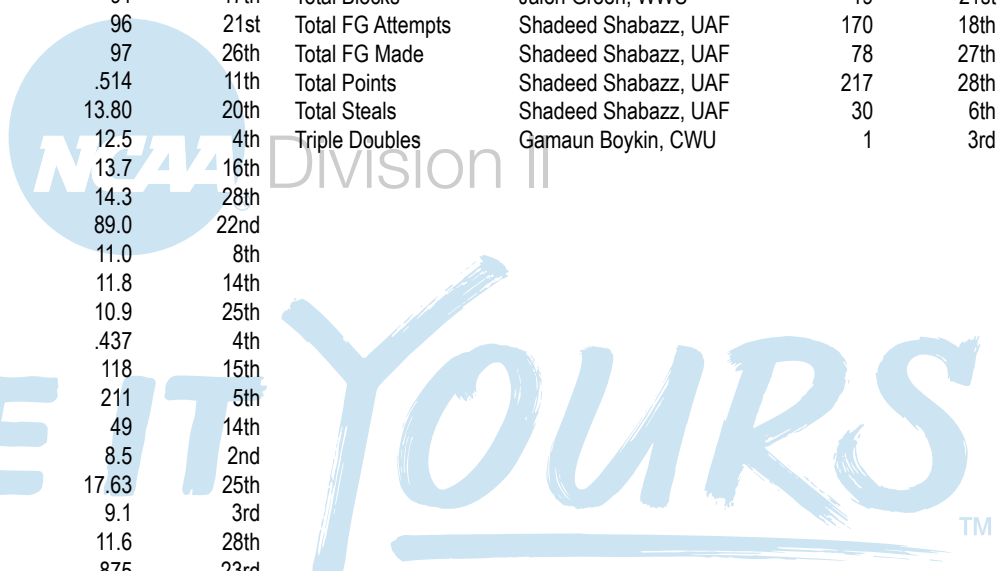 96 21st Total FG Attempts Shadeed Shabazz, UAF 170 18th
97 26th Total FG Made Shadeed Shabazz, UAF 78 27th
.514 11th Total Points Shadeed Shabazz, UAF 217 28th
13.80 20th Total Steals Shadeed Shabazz, UAF 30 6th
12.5 4th Triple Doubles Gamaun Boykin, CWU 1 3rd
13.7 16th
NCAA Division II
14.3 28th
89.0 22nd
11.0 8th
11.8 14th
10.9 25th
.437 4th
118 15th
211 5th
49 14th
8.5 2nd
17.63 25th
9.1 3rd
11.6 28th
.875 23rd
E IT YOURS TM